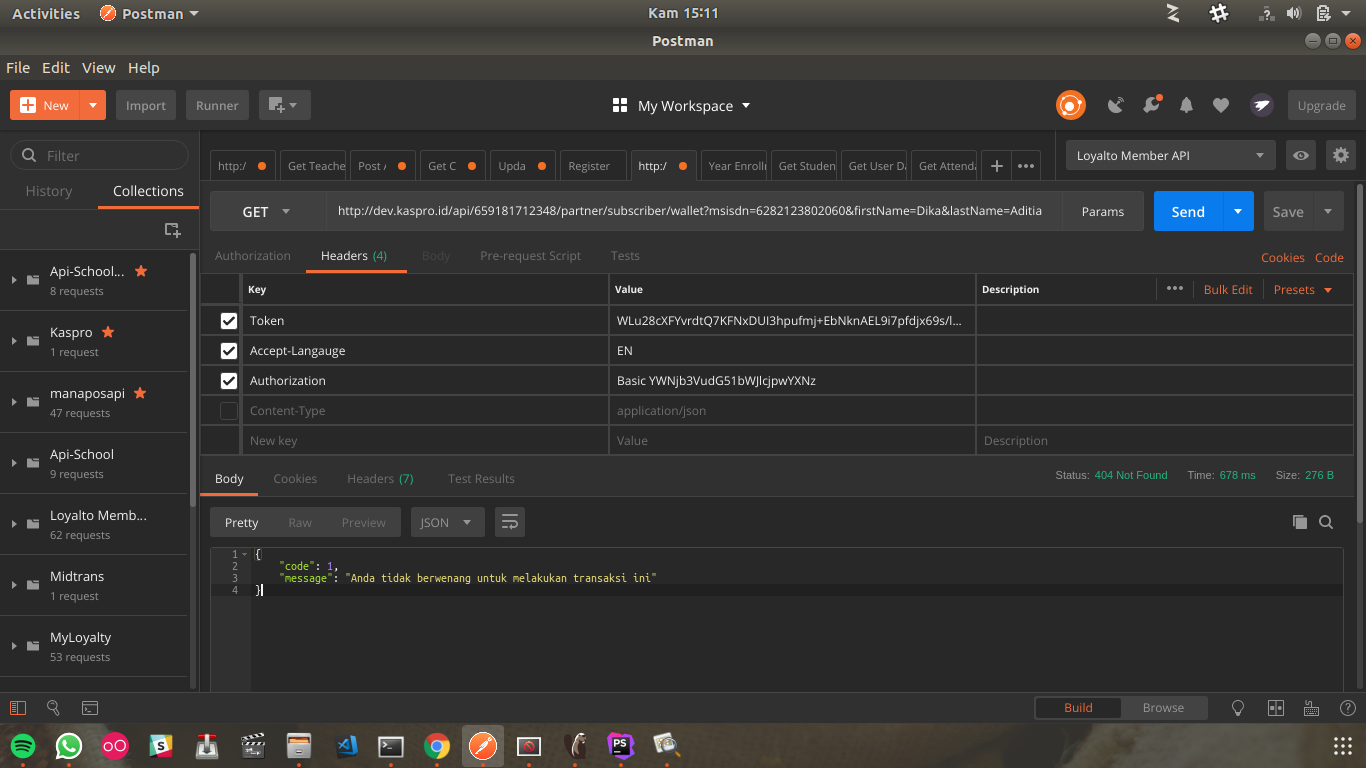 Activities Postman Kam 15:11
Postman
File Edit View Help
New Import Runner My Workspace Upgrade
Filter
History Collections
http:/ Get Teache Post Get C Upda Register http:/ Year Enroll Get Studen Get User D Get Attenda Loyalto Member API
GET http://dev.kaspro.id/api/659181712348/partner/subscriber/wallet?msisdn=6282123802060&firstName=Dika&lastName=Aditia Params Send Save
Authorization Headers (4) Body Pre-request Script Tests Cookies Code
Key Value Description Bulk Edit Presets
Token WLu28cXFYvrdtQ7KFNxDUI3hpufmj+EbNknAEL9i7pfdjx69s/l...
Accept-Langauge EN
Authorization Basic YWNjb3VudG51bWJlcjpwYXNz
Content-Type application/json
New key Value Description
Api-School...
8 requests
Kaspro
1 request
manaposapi
47 requests
Api-School
9 requests
Loyalto Memb...
62 requests
Midtrans
1 request
MyLoyalty
53 requests
Body Cookies Headers (7) Test Results Status: 404 Not Found Time: 678 ms Size: 276 B
Pretty Raw Preview JSON
1 {
2 "code": 1,
3 "message": "Anda tidak berwenang untuk melakukan transaksi ini"
4 }
Build Browse